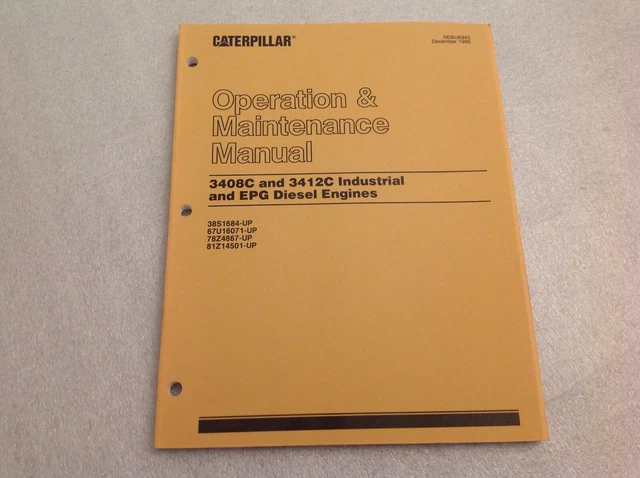 CATERPILLAR®
SEBU6945
December 1995
Operation &
Maintenance
Manual
3408C and 3412C Industrial
and EPG Diesel Engines
38S1684-UP
67U16071-UP
78Z4867-UP
81Z14501-UP